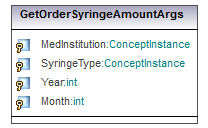 GetOrderSyringeAmountArgs
MedInstitution:ConceptInstance
SyringeType:ConceptInstance
Year:int
Month:int